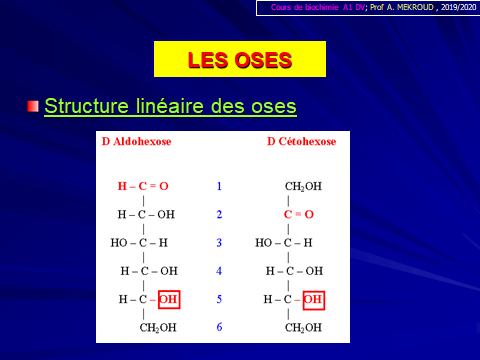 Cours de biochimie A1 DV; Prof A. MEKROUD , 2019/2020
LES OSES
Structure linéaire des oses
D Aldohexose D Cétohexose
H – C = O 1 CH₂OH
| |
H – C – OH 2 C = O
| |
HO – C – H 3 HO – C – H
| |
H – C – OH 4 H – C – OH
| |
H – C – OH 5 H – C – OH
| |
CH₂OH 6 CH₂OH